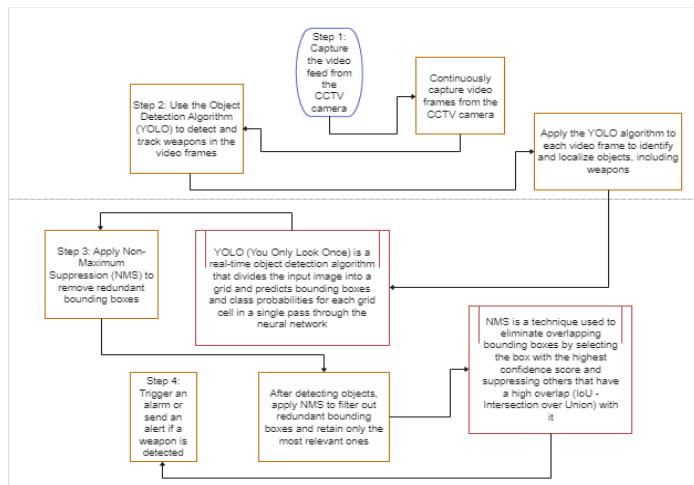 Step 1:
Capture
the video
feed from
the
CCTV
camera
Continuously
capture video
frames from the
CCTV camera
Step 2: Use the Object
Detection Algorithm
(YOLO) to detect and
track weapons in the
video frames
Apply the YOLO algorithm to
each video frame to identify
and localize objects, including
weapons
YOLO (You Only Look Once) is a
real-time object detection algorithm
that divides the input image into a
grid and predicts bounding boxes
and class probabilities for each grid
cell in a single pass through the
neural network
Step 3: Apply Non-
Maximum
Suppression (NMS) to
remove redundant
bounding boxes
After detecting objects,
apply NMS to filter out
redundant bounding
boxes and retain only the
most relevant ones
NMS is a technique used to
eliminate overlapping
bounding boxes by selecting
the box with the highest
confidence score and
suppressing others that have
a high overlap (IoU -
Intersection over Union) with
it
Step 4:
Trigger an
alarm or
send an
alert if a
weapon is
detected